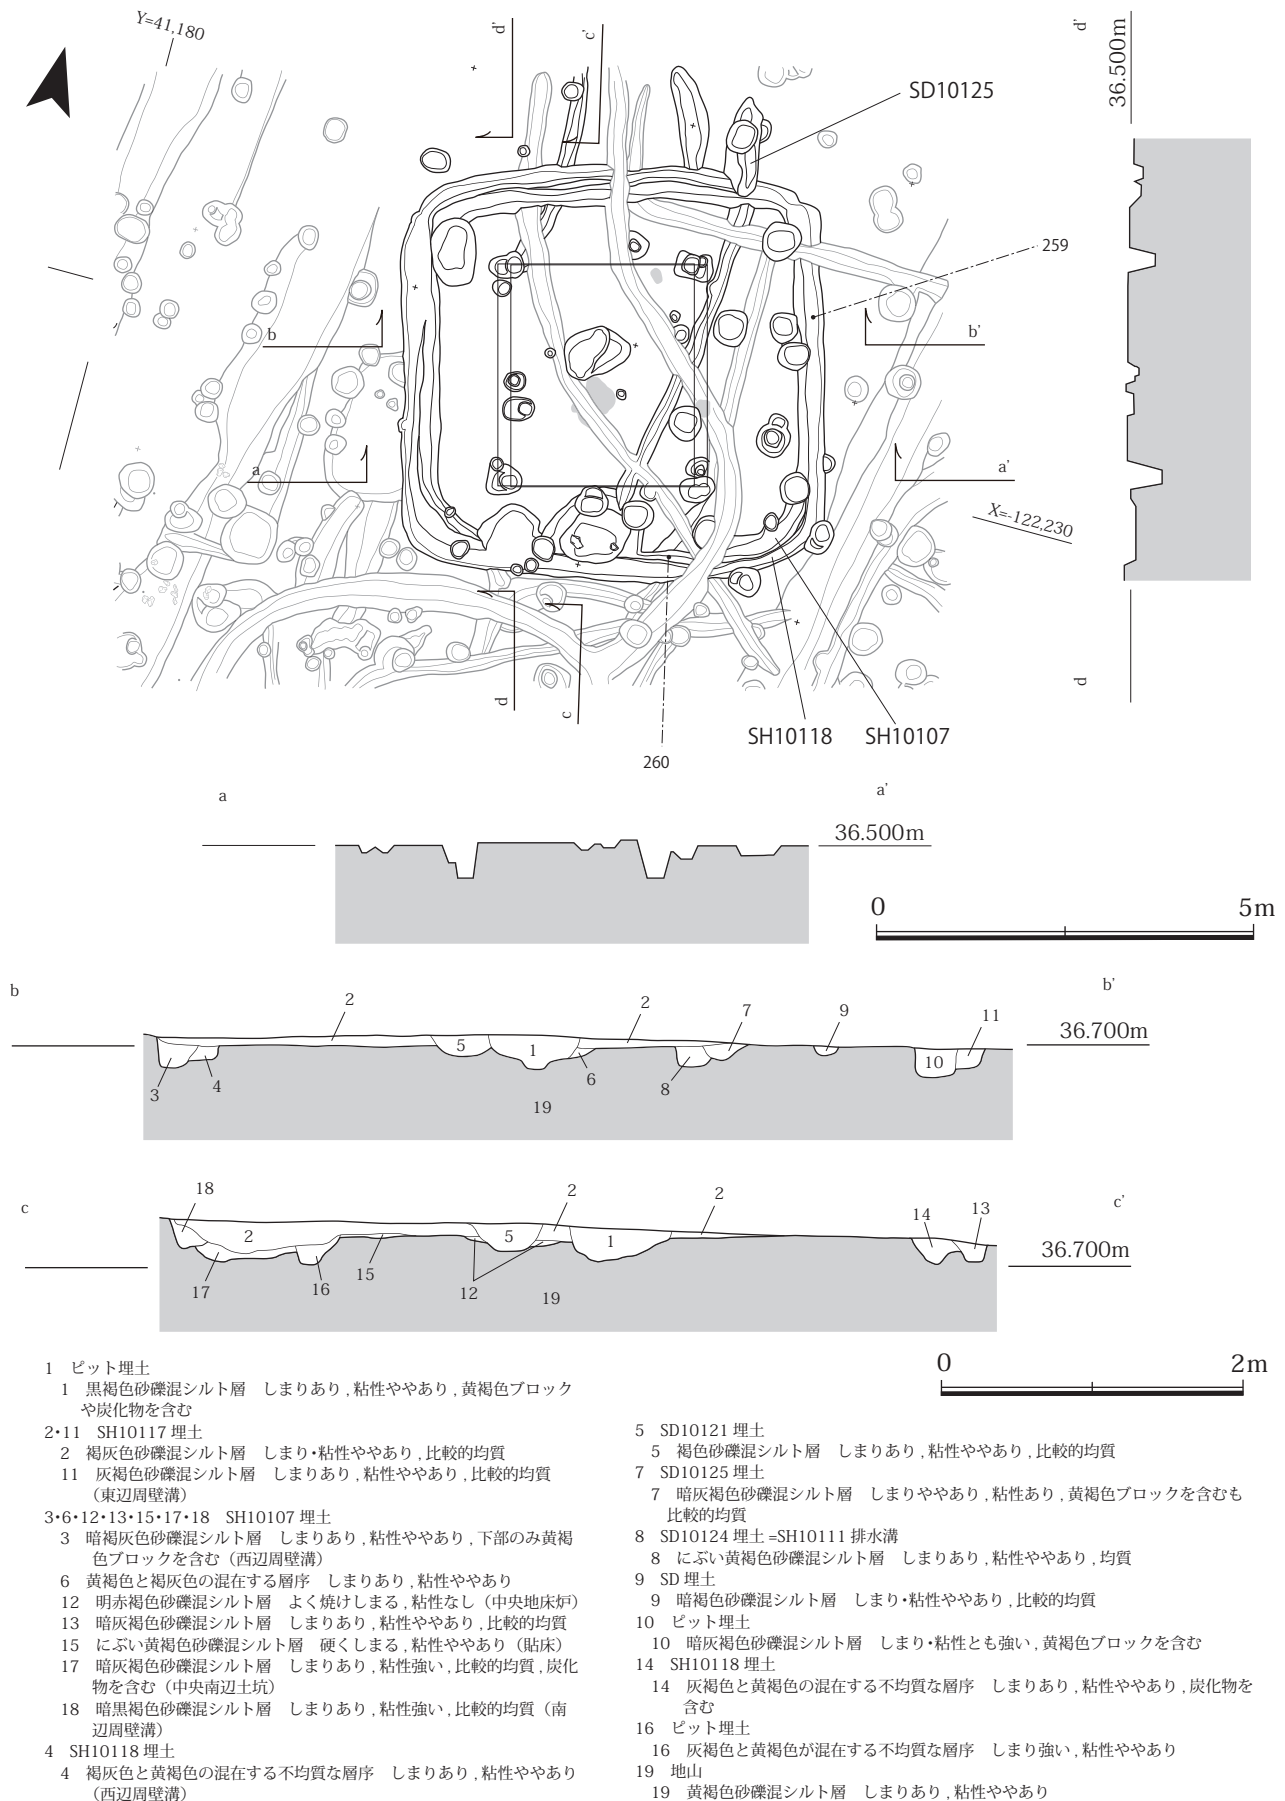 Y=41,180
d'
c'
SD10125
d'
36.500m
259
b
b'
a
a'
X=-122,230
d
c
d
SH10118
SH10107
260
a
a'
36.500m
0
5m
b
b'
2
2
7
9
11
36.700m
5
1
10
3
4
6
8
19
c
c'
18
2
2
14
13
2
5
1
36.700m
17
16
15
12
19
0
2m
1 ピット埋土
1 黒褐色砂礫混シルト層 しまりあり,粘性ややあり,黄褐色ブロック
や炭化物を含む
2・11 SH10117 埋土
2 褐灰色砂礫混シルト層 しまり・粘性ややあり,比較的均質
11 灰褐色砂礫混シルト層 しまりあり,粘性ややあり,比較的均質
(東辺周壁溝)
3・6・12・13・15・17・18 SH10107 埋土
3 暗褐灰色砂礫混シルト層 しまりあり,粘性ややあり,下部のみ黄褐
色ブロックを含む(西辺周壁溝)
6 黄褐色と褐灰色の混在する層序 しまりあり,粘性ややあり
12 明赤褐色砂礫混シルト層 よく焼けしまる,粘性なし(中央地床炉)
13 暗灰褐色砂礫混シルト層 しまりあり,粘性ややあり,比較的均質
15 にぶい黄褐色砂礫混シルト層 硬くしまる,粘性ややあり(貼床)
17 暗灰褐色砂礫混シルト層 しまりあり,粘性強い,比較的均質,炭化
物を含む(中央南辺土坑)
18 暗黒褐色砂礫混シルト層 しまりあり,粘性強い,比較的均質(南
辺周壁溝)
4 SH10118 埋土
4 褐灰色と黄褐色の混在する不均質な層序 しまりあり,粘性ややあり
(西辺周壁溝)
5 SD10121 埋土
5 褐色砂礫混シルト層 しまりあり,粘性ややあり,比較的均質
7 SD10125 埋土
7 暗灰褐色砂礫混シルト層 しまりややあり,粘性あり,黄褐色ブロックを含むも
比較的均質
8 SD10124 埋土=SH10111 排水溝
8 にぶい黄褐色砂礫混シルト層 しまりあり,粘性ややあり,均質
9 SD 埋土
9 暗褐色砂礫混シルト層 しまり・粘性ややあり,比較的均質
10 ピット埋土
10 暗灰褐色砂礫混シルト層 しまり・粘性とも強い,黄褐色ブロックを含む
14 SH10118 埋土
14 灰褐色と黄褐色の混在する不均質な層序 しまりあり,粘性ややあり,炭化物を
含む
16 ピット埋土
16 灰褐色と黄褐色が混在する不均質な層序 しまり強い,粘性ややあり
19 地山
19 黄褐色砂礫混シルト層 しまりあり,粘性ややあり